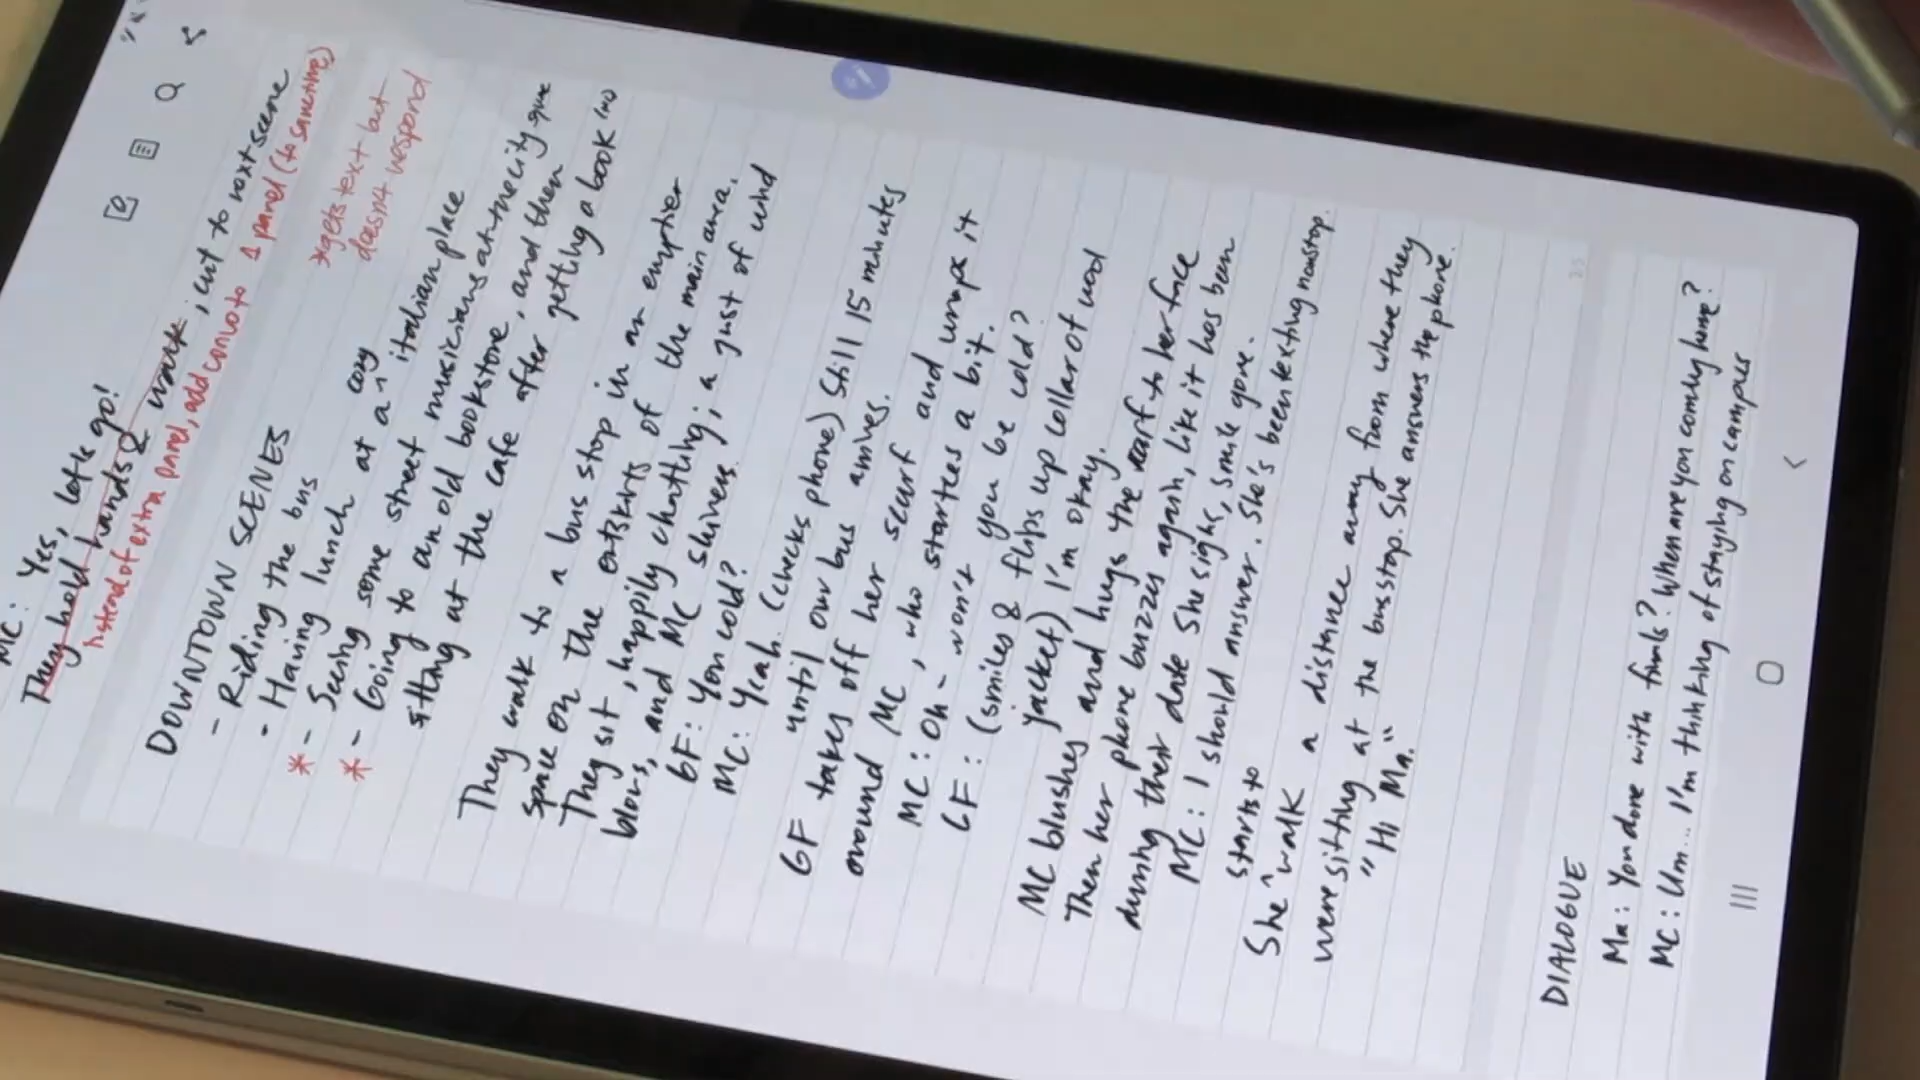 MC: Yes, let's go!
They hold hands & walk; cut to next scene
instead of extra panel, add convo to 1 panel (to save time)
*gets text but
doesn't respond
DOWNTOWN SCENES
- Riding the bus
cozy
- Having lunch at a ^ italian place
* - Seeing some street musicians at the city
* - Going to an old bookstore, and then
sitting at the cafe after getting a book
They walk to a bus stop in an emptier
space on the outskirts of the main area.
They sit, happily chatting; a gust of wind
blows, and MC shivers.
GF: You cold?
MC: Yeah. (checks phone) Still 15 minutes
until our bus arrives.
GF takes off her scarf and wraps it
around MC, who startles a bit.
MC: Oh - won't you be cold?
GF: (smiles & flips up collar of wool
jacket) I'm okay.
MC blushes and hugs the scarf to her face
Then her phone buzzes again, like it has been
during their date. She sighs, smile gone.
MC: I should answer. She's been texting nonstop.
starts to
She ^ walk a distance away from where they
were sitting at the bus stop. She answers the phone.
"Hi Ma."
DIALOGUE
Ma: You done with finals? When are you coming home?
MC: Um... I'm thinking of staying on campus